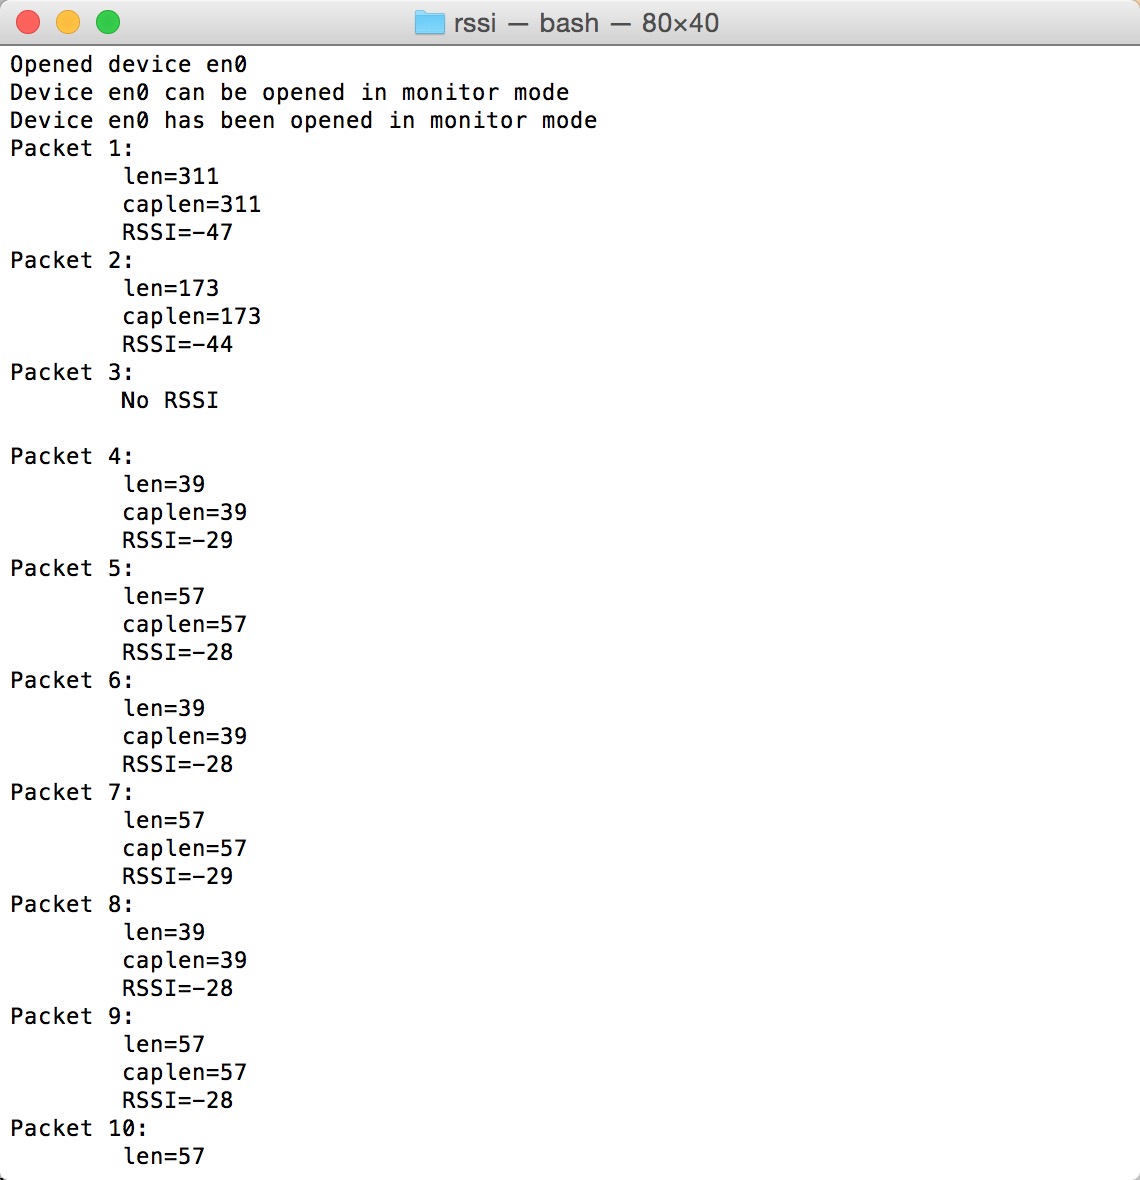 rssi — bash — 80×40
Opened device en0
Device en0 can be opened in monitor mode
Device en0 has been opened in monitor mode
Packet 1:
len=311
caplen=311
RSSI=-47
Packet 2:
len=173
caplen=173
RSSI=-44
Packet 3:
No RSSI
Packet 4:
len=39
caplen=39
RSSI=-29
Packet 5:
len=57
caplen=57
RSSI=-28
Packet 6:
len=39
caplen=39
RSSI=-28
Packet 7:
len=57
caplen=57
RSSI=-29
Packet 8:
len=39
caplen=39
RSSI=-28
Packet 9:
len=57
caplen=57
RSSI=-28
Packet 10:
len=57